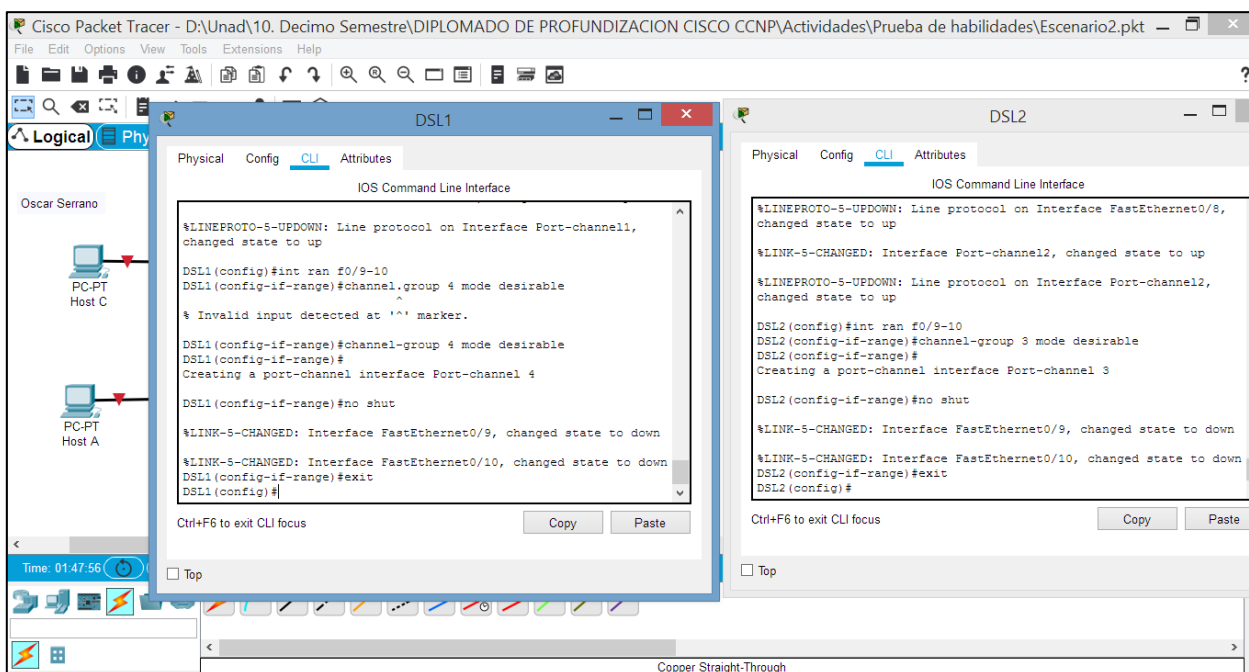 Cisco Packet Tracer - D:\Unad\10. Decimo Semestre\DIPLOMADO DE PROFUNDIZACION CISCO CCNP\Actividades\Prueba de habilidades\Escenario2.pkt
File Edit Options View Tools Extensions Help
?
Logical Phy
Oscar Serrano
PC-PT
Host C
PC-PT
Host A
DSL1
Physical Config CLI Attributes
IOS Command Line Interface
%LINEPROTO-5-UPDOWN: Line protocol on Interface Port-channel1,
changed state to up
DSL1(config)#int ran f0/9-10
DSL1(config-if-range)#channel.group 4 mode desirable
^
% Invalid input detected at '^' marker.
DSL1(config-if-range)#channel-group 4 mode desirable
DSL1(config-if-range)#
Creating a port-channel interface Port-channel 4
DSL1(config-if-range)#no shut
%LINK-5-CHANGED: Interface FastEthernet0/9, changed state to down
%LINK-5-CHANGED: Interface FastEthernet0/10, changed state to down
DSL1(config-if-range)#exit
DSL1(config)#
Ctrl+F6 to exit CLI focus
Copy Paste
Top
DSL2
Physical Config CLI Attributes
IOS Command Line Interface
%LINEPROTO-5-UPDOWN: Line protocol on Interface FastEthernet0/8,
changed state to up
%LINK-5-CHANGED: Interface Port-channel2, changed state to up
%LINEPROTO-5-UPDOWN: Line protocol on Interface Port-channel2,
changed state to up
DSL2(config)#int ran f0/9-10
DSL2(config-if-range)#channel-group 3 mode desirable
DSL2(config-if-range)#
Creating a port-channel interface Port-channel 3
DSL2(config-if-range)#no shut
%LINK-5-CHANGED: Interface FastEthernet0/9, changed state to down
%LINK-5-CHANGED: Interface FastEthernet0/10, changed state to down
DSL2(config-if-range)#exit
DSL2(config)#
Ctrl+F6 to exit CLI focus
Copy Paste
Top
Time: 01:47:56
Copper Straight-Through